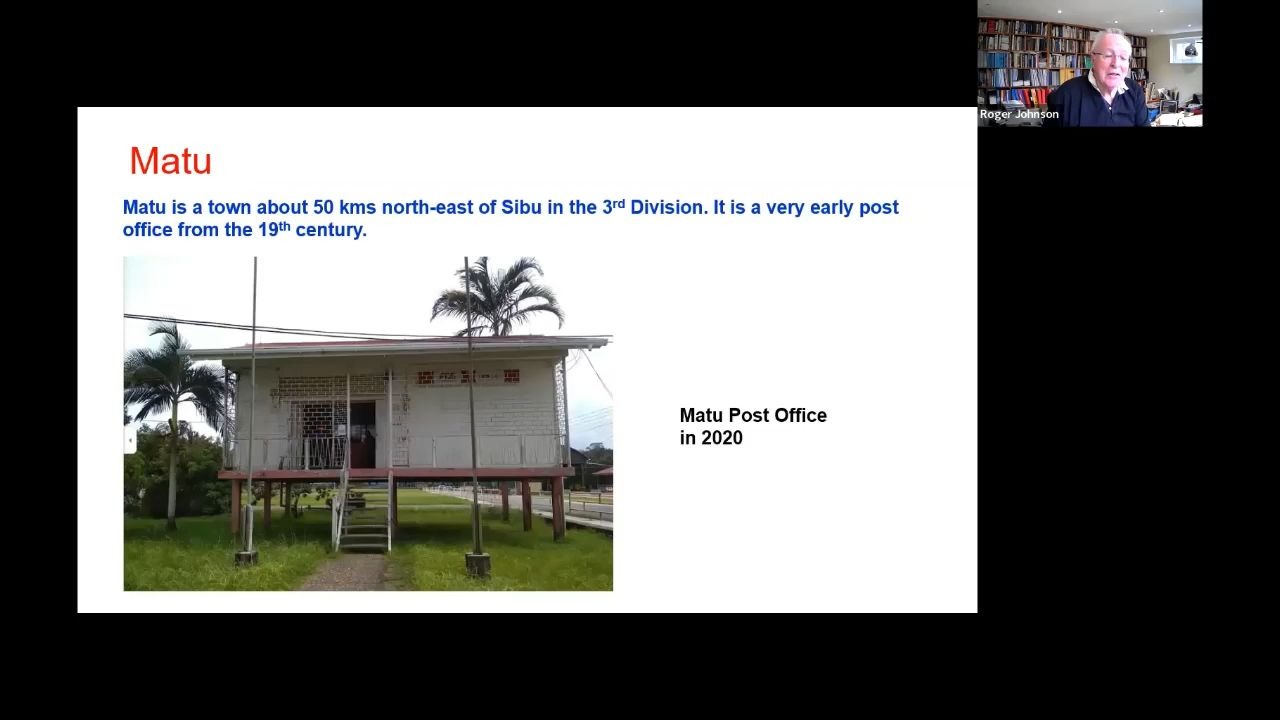 Roger Johnson
Matu
Matu is a town about 50 kms north-east of Sibu in the 3rd Division. It is a very early post
office from the 19th century.
Matu Post Office
in 2020